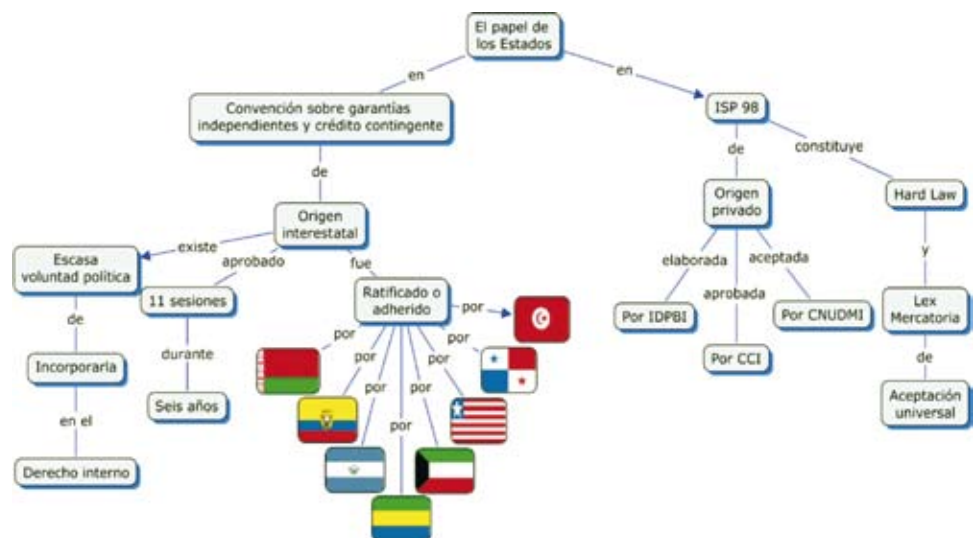 El papel de
los Estados
en
en
Convención sobre garantías
independientes y crédito contingente
ISP 98
de
de
constituye
Origen
interestatal
Origen
privado
Hard Law
existe
aprobado
fue
elaborada
aceptada
y
Escasa
voluntad política
11 sesiones
Ratificado o
adherido
por
aprobada
Por IDPBI
Por CNUDMI
Lex
Mercatoria
de
durante
por
por
por
por
por
por
por
Por CCI
de
Incorporarla
Seis años
Aceptación
universal
en el
Derecho interno